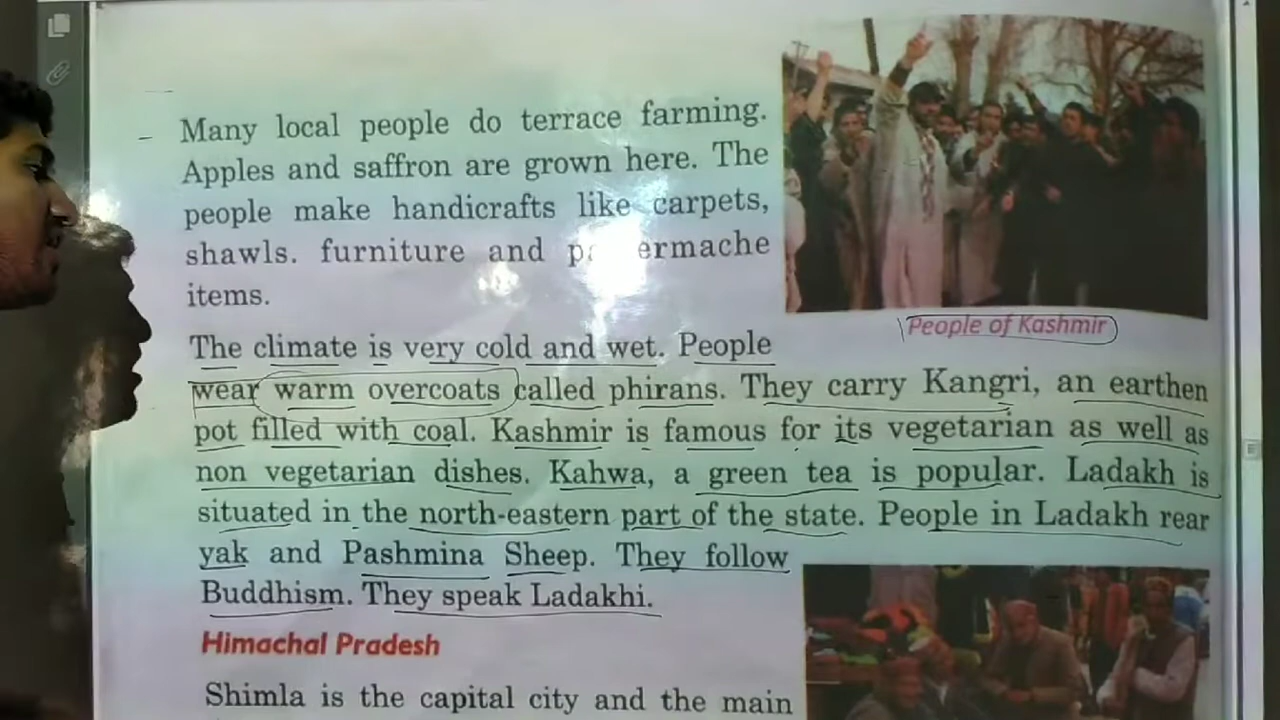 Many local people do terrace farming.
Apples and saffron are grown here. The
people make handicrafts like carpets,
shawls. furniture and ermache
items.
People of Kashmir
The climate is very cold and wet. People
wear warm overcoats called phirans. They carry Kangri, an earthen
pot filled with coal. Kashmir is famous for its vegetarian as well as
non vegetarian dishes. Kahwa, a green tea is popular. Ladakh is
situated in the north-eastern part of the state. People in Ladakh rear
yak and Pashmina Sheep. They follow
Buddhism. They speak Ladakhi.
Himachal Pradesh
Shimla is the capital city and the main